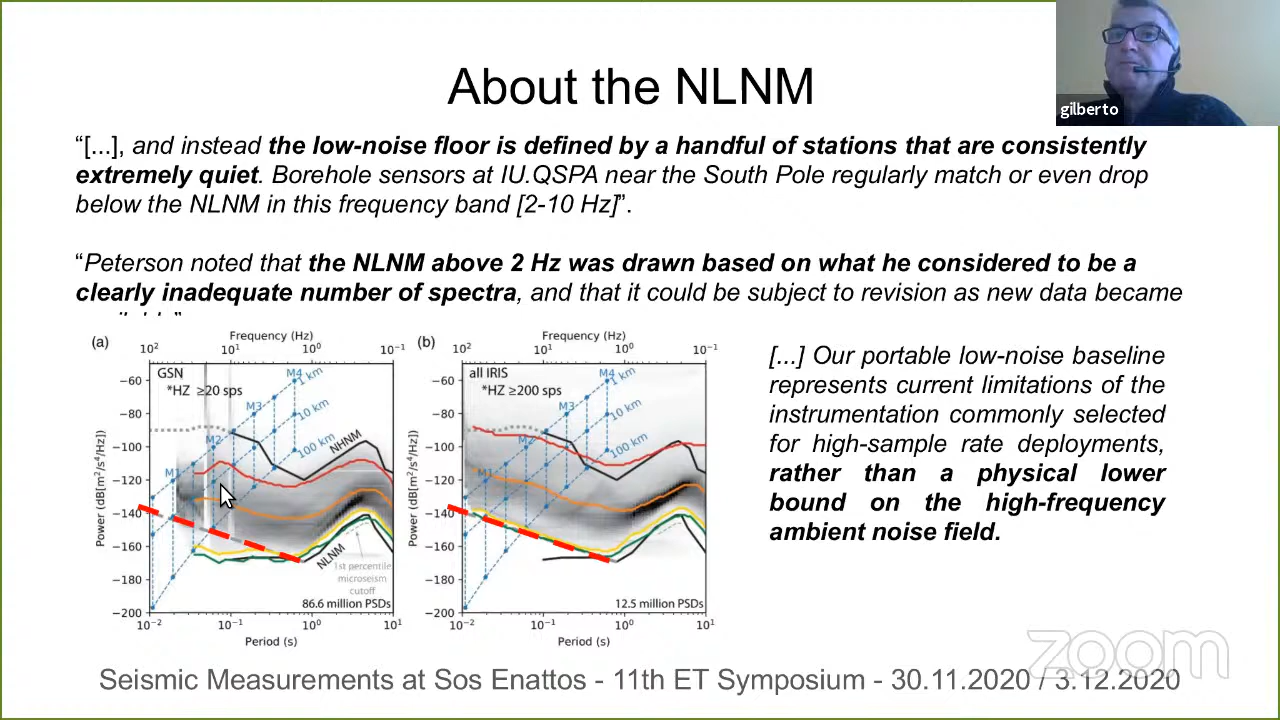 About the NLNM
gilberto
“[...], and instead the low-noise floor is defined by a handful of stations that are consistently
extremely quiet. Borehole sensors at IU.QSPA near the South Pole regularly match or even drop
below the NLNM in this frequency band [2-10 Hz]”.
“Peterson noted that the NLNM above 2 Hz was drawn based on what he considered to be a
clearly inadequate number of spectra, and that it could be subject to revision as new data became
(a)
Frequency (Hz)
10² 10¹ 10⁰ 10⁻¹
GSN
*HZ ≥20 sps
M4
1 km
M3
10 km
M2
100 km
NHNM
M1
NLNM
1st percentile
microseism
cutoff
86.6 million PSDs
Power (dB[m²/s⁴/Hz])
−60
−80
−100
−120
−140
−160
−180
−200
10⁻² 10⁻¹ 10⁰ 10¹
Period (s)
(b)
Frequency (Hz)
10² 10¹ 10⁰ 10⁻¹
all IRIS
*HZ ≥200 sps
M4
1 km
M3
10 km
M2
100 km
NHNM
M1
12.5 million PSDs
Power (dB[m²/s⁴/Hz])
−60
−80
−100
−120
−140
−160
−180
−200
10⁻² 10⁻¹ 10⁰ 10¹
Period (s)
[...] Our portable low-noise baseline
represents current limitations of the
instrumentation commonly selected
for high-sample rate deployments,
rather than a physical lower
bound on the high-frequency
ambient noise field.
zoom
Seismic Measurements at Sos Enattos - 11th ET Symposium - 30.11.2020 / 3.12.2020